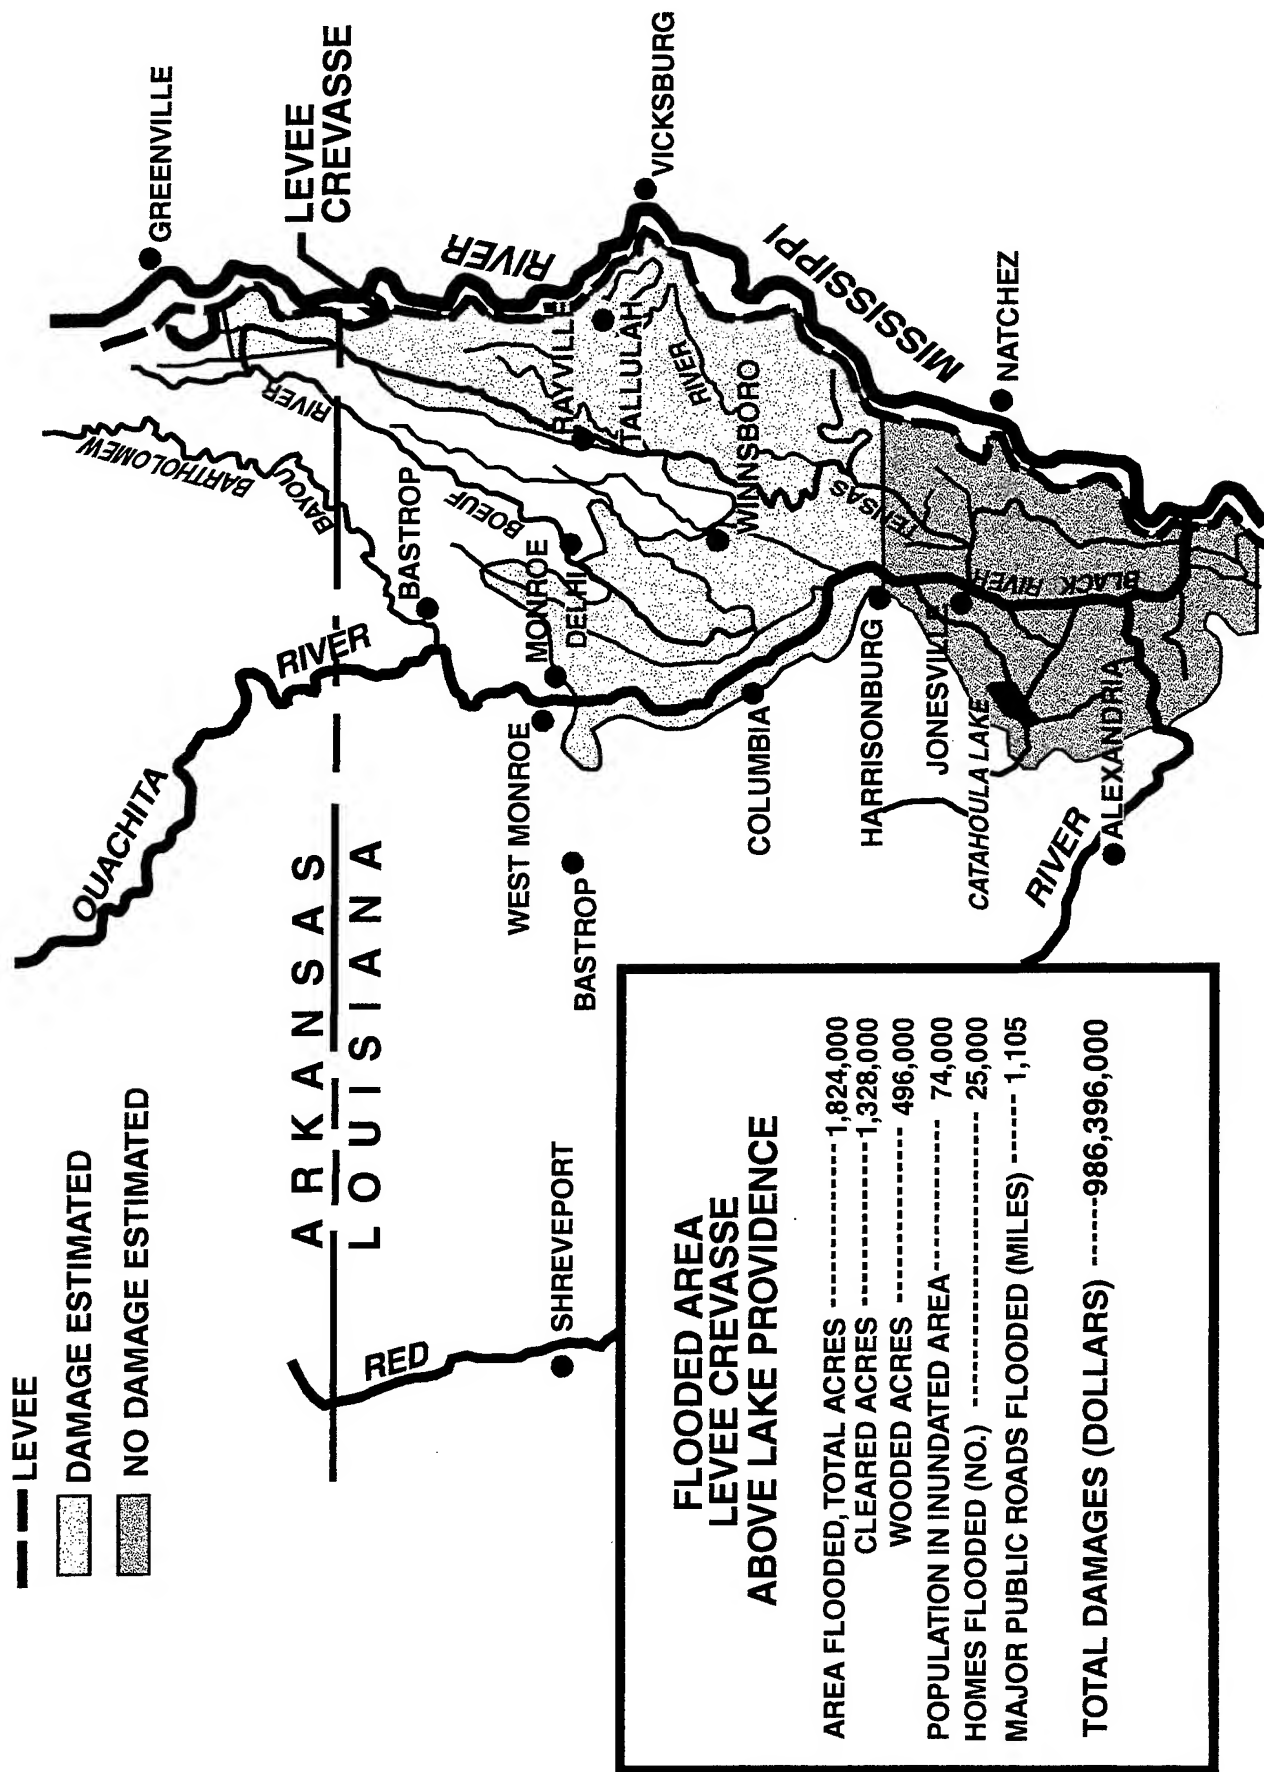 LEVEE
DAMAGE ESTIMATED
NO DAMAGE ESTIMATED
ARKANSAS
LOUISIANA
OUACHITA
RIVER
BAYOU
BARTHOLOMEW
RIVER
BOEUF
GREENVILLE
LEVEE
CREVASSE
RIVER
MISSISSIPPI
VICKSBURG
NATCHEZ
RED
SHREVEPORT
BASTROP
BASTROP
WEST MONROE
MONROE
DELHI
RAYVILLE
TALLULAH
RIVER
TENSAS
WINNSBORO
COLUMBIA
HARRISONBURG
JONESVILLE
CATAHOULA LAKE
BLACK
RIVER
ALEXANDRIA
RIVER
FLOODED AREA
LEVEE CREVASSE
ABOVE LAKE PROVIDENCE
AREA FLOODED, TOTAL ACRES ------------ 1,824,000
CLEARED ACRES --------------1,328,000
WOODED ACRES ------------- 496,000
POPULATION IN INUNDATED AREA------------ 74,000
HOMES FLOODED (NO.) ---------------------- 25,000
MAJOR PUBLIC ROADS FLOODED (MILES) ------ 1,105
TOTAL DAMAGES (DOLLARS) -------986,396,000